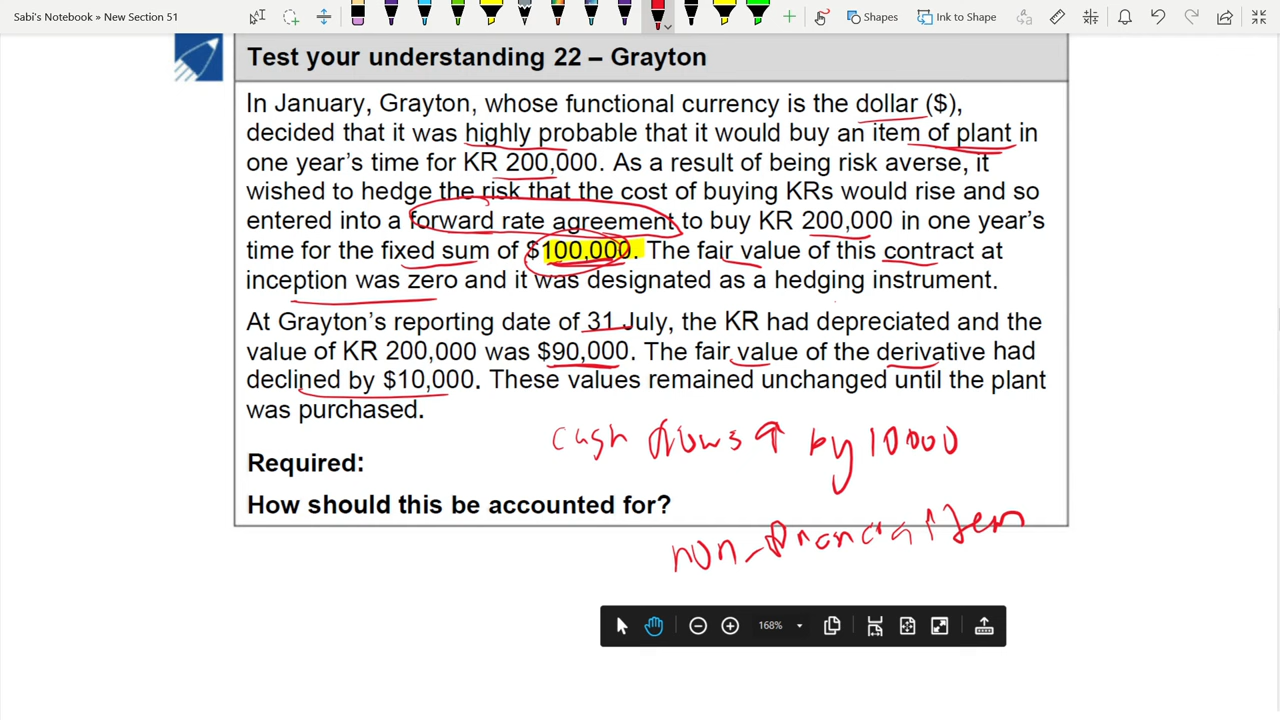 Sabi's Notebook » New Section 51
Shapes
Ink to Shape
Test your understanding 22 – Grayton
In January, Grayton, whose functional currency is the dollar ($),
decided that it was highly probable that it would buy an item of plant in
one year's time for KR 200,000. As a result of being risk averse, it
wished to hedge the risk that the cost of buying KRs would rise and so
entered into a forward rate agreement to buy KR 200,000 in one year's
time for the fixed sum of $100,000. The fair value of this contract at
inception was zero and it was designated as a hedging instrument.
At Grayton's reporting date of 31 July, the KR had depreciated and the
value of KR 200,000 was $90,000. The fair value of the derivative had
declined by $10,000. These values remained unchanged until the plant
was purchased.
cash flows ↑ by 10000
Required:
How should this be accounted for?
non-financial item
168%